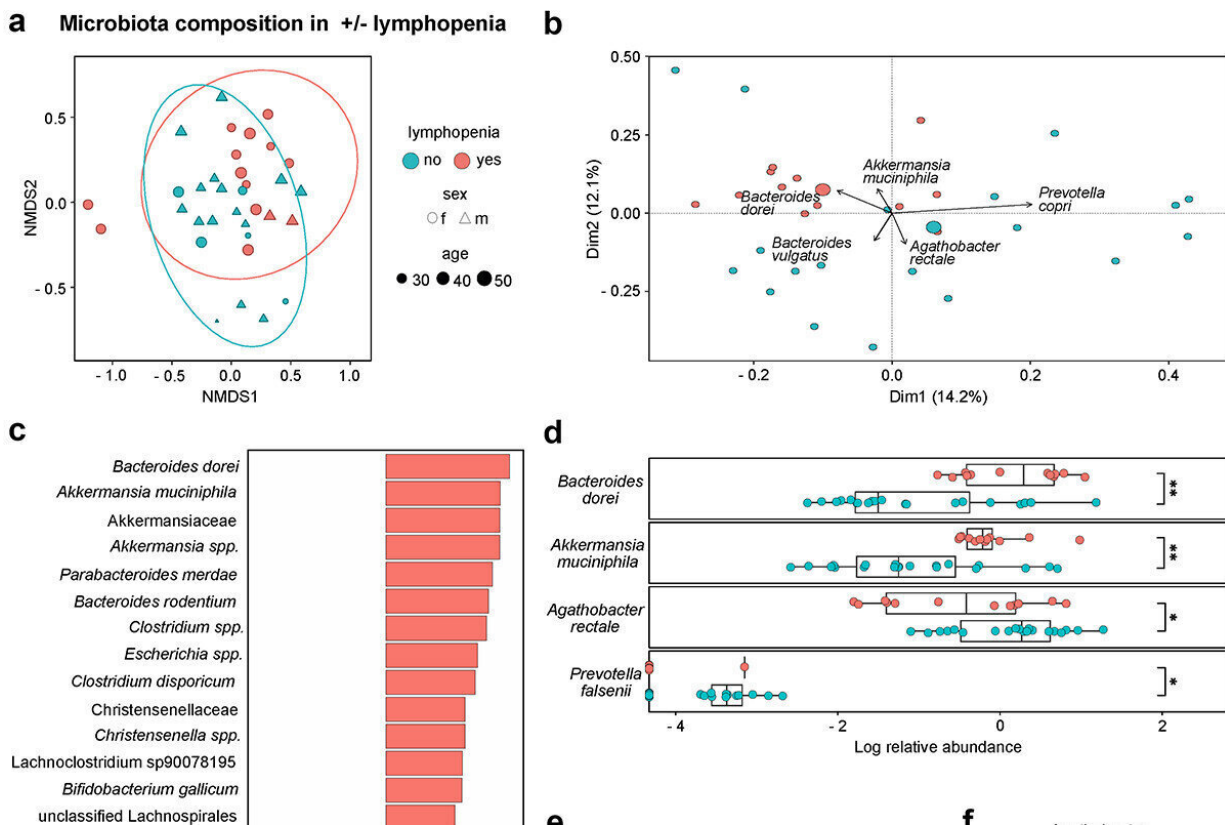 a Microbiota composition in +/- lymphopenia
NMDS2
0.5
0.0
- 0.5
- 1.0
- 0.5
0.0
0.5
1.0
NMDS1
lymphopenia
no yes
sex
f m
age
30 40 50
b
Dim2 (12.1%)
0.50
0.25
0.00
- 0.25
Akkermansia
muciniphila
Prevotella
copri
Bacteroides
dorei
Bacteroides
vulgatus
Agathobacter
rectale
- 0.2
0.0
0.2
0.4
Dim1 (14.2%)
c
Bacteroides dorei
Akkermansia muciniphila
Akkermansiaceae
Akkermansia spp.
Parabacteroides merdae
Bacteroides rodentium
Clostridium spp.
Escherichia spp.
Clostridium disporicum
Christensenellaceae
Christensenella spp.
Lachnoclostridium sp90078195
Bifidobacterium gallicum
unclassified Lachnospirales
d
Bacteroides
dorei
**
Akkermansia
muciniphila
**
Agathobacter
rectale
*
Prevotella
falsenii
*
- 4
- 2
0
2
Log relative abundance
e
f